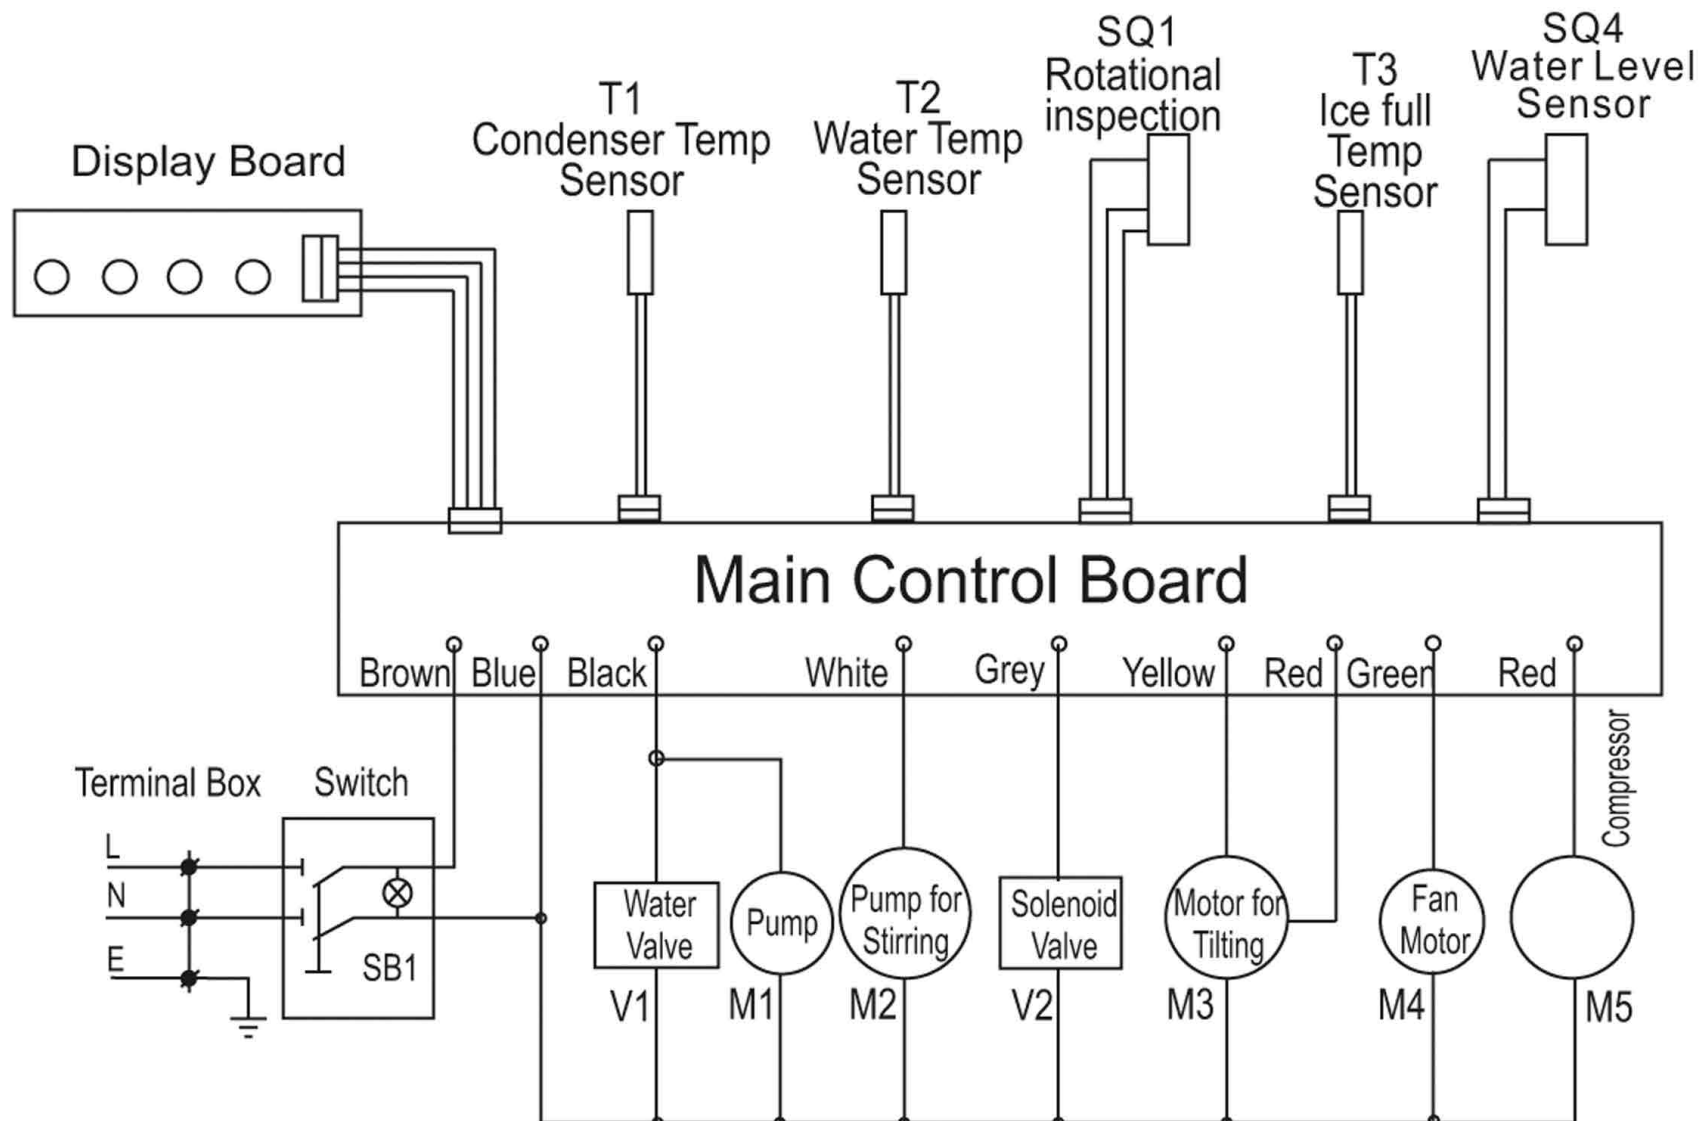 SQ1
Rotational
inspection
SQ4
Water Level
Sensor
T3
Ice full
Temp
Sensor
T1
Condenser Temp
Sensor
T2
Water Temp
Sensor
Display Board
Main Control Board
Brown
Blue
Black
White
Grey
Yellow
Red
Green
Red
Compressor
Terminal Box
Switch
L
N
E
SB1
Water
Valve
V1
Pump
M1
Pump for
Stirring
M2
Solenoid
Valve
V2
Motor for
Tilting
M3
Fan
Motor
M4
M5